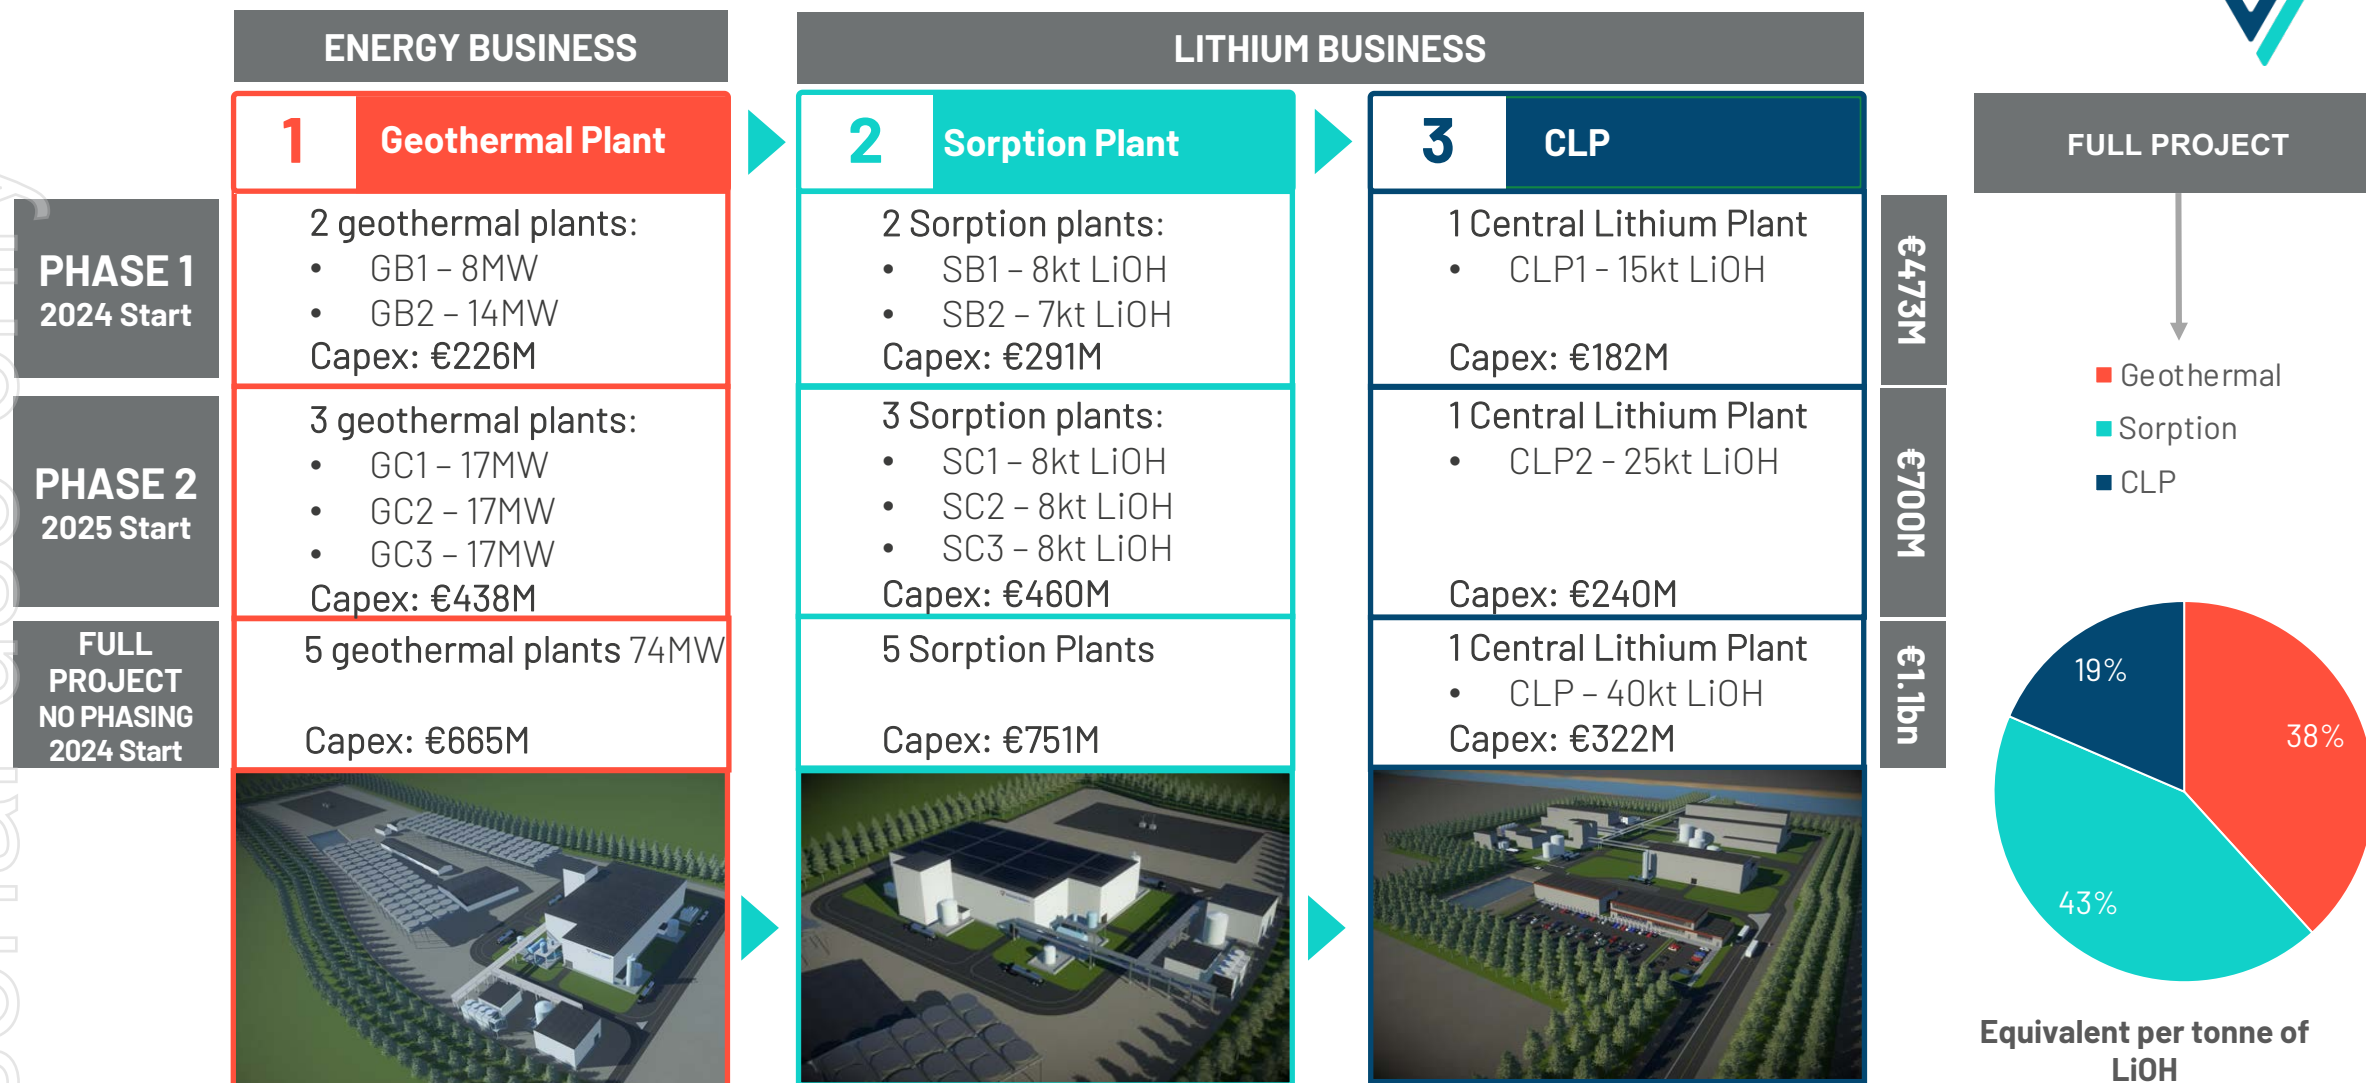 ENERGY BUSINESS
LITHIUM BUSINESS
1 Geothermal Plant
2 Sorption Plant
3 CLP
FULL PROJECT
PHASE 1
2024 Start
2 geothermal plants:
• GB1 – 8MW
• GB2 – 14MW
Capex: €226M
2 Sorption plants:
• SB1 – 8kt LiOH
• SB2 – 7kt LiOH
Capex: €291M
1 Central Lithium Plant
• CLP1 - 15kt LiOH
Capex: €182M
€473M
PHASE 2
2025 Start
3 geothermal plants:
• GC1 – 17MW
• GC2 – 17MW
• GC3 – 17MW
Capex: €438M
3 Sorption plants:
• SC1 – 8kt LiOH
• SC2 – 8kt LiOH
• SC3 – 8kt LiOH
Capex: €460M
1 Central Lithium Plant
• CLP2 - 25kt LiOH
Capex: €240M
€700M
FULL
PROJECT
NO PHASING
2024 Start
5 geothermal plants 74MW
Capex: €665M
5 Sorption Plants
Capex: €751M
1 Central Lithium Plant
• CLP – 40kt LiOH
Capex: €322M
€1.1bn
Geothermal
Sorption
CLP
19%
38%
43%
Equivalent per tonne of
LiOH